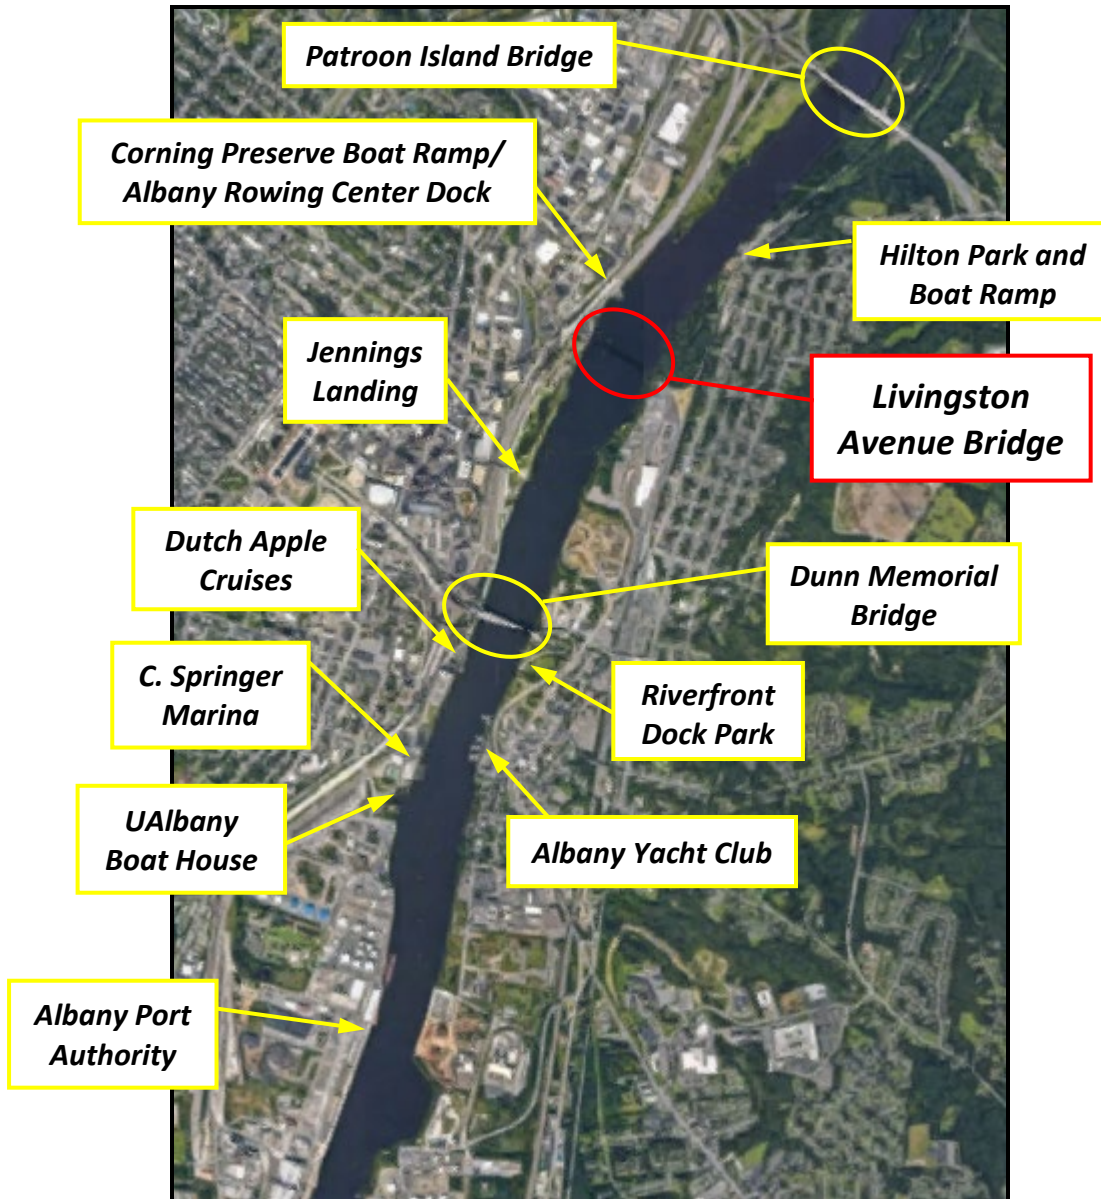 Patroon Island Bridge
Corning Preserve Boat Ramp/
Albany Rowing Center Dock
Hilton Park and
Boat Ramp
Jennings
Landing
Livingston
Avenue Bridge
Dutch Apple
Cruises
Dunn Memorial
Bridge
C. Springer
Marina
Riverfront
Dock Park
UAlbany
Boat House
Albany Yacht Club
Albany Port
Authority